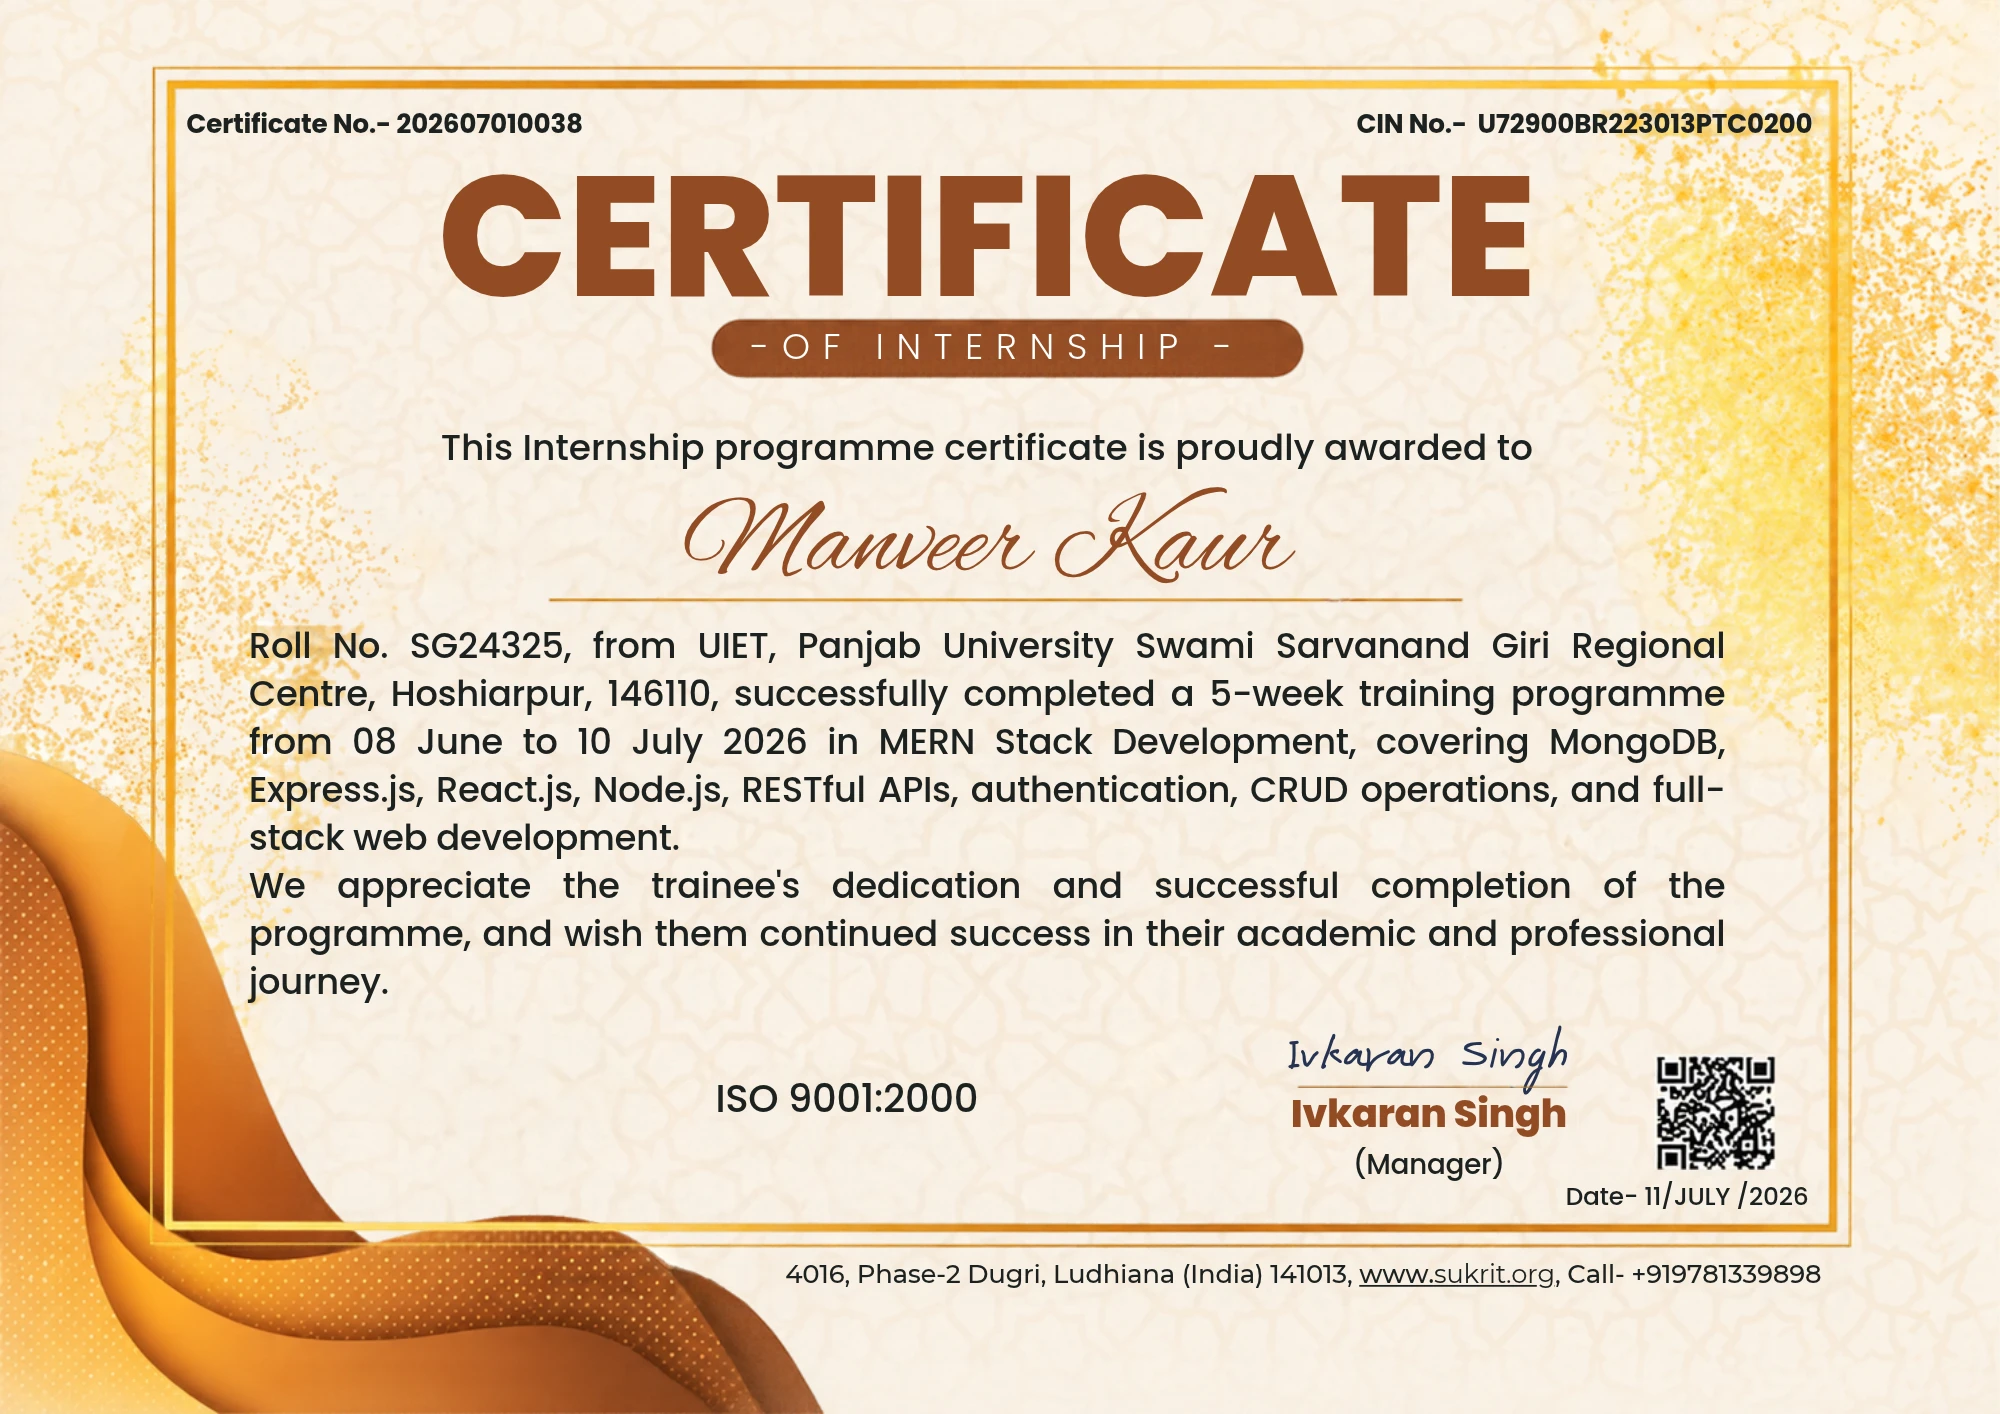 Certificate No.- 202607010038
CIN No.- U72900BR223013PTC0200
CERTIFICATE
-OF INTERNSHIP -
This Internship programme certificate is proudly awarded to
Manveer Kaur
Roll No. SG24325, from UIET, Panjab University Swami Sarvanand Giri Regional
Centre, Hoshiarpur, 146110, successfully completed a 5-week training programme
from 08 June to 10 July 2026 in MERN Stack Development, covering MongoDB,
Express.js, React.js, Node.js, RESTful APIs, authentication, CRUD operations, and full-
stack web development.
We appreciate the trainee's dedication and successful completion of the
programme, and wish them continued success in their academic and professional
journey.
Ivkaran Singh
ISO 9001:2000
Ivkaran Singh
(Manager)
Date- 11/JULY /2026
4016, Phase-2 Dugri, Ludhiana (India) 141013, www.sukrit.org, Call- +919781339898